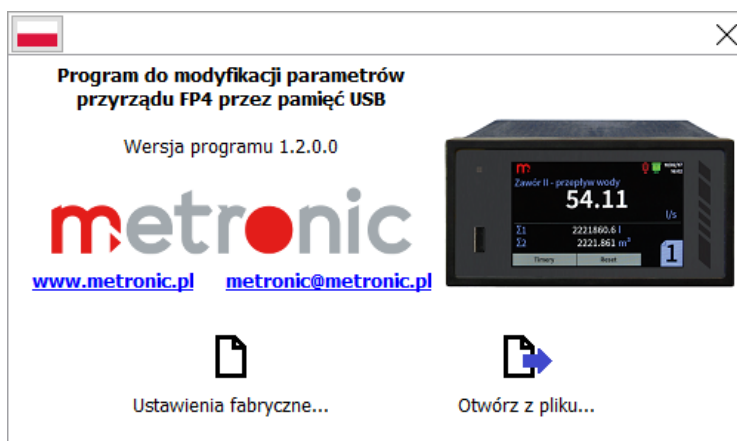 Program do modyfikacji parametrów
przyrządu FP4 przez pamięć USB
Wersja programu 1.2.0.0
metronic
www.metronic.pl metronic@metronic.pl
Zawór II - przepływ wody
54.11
l/s
Σ1 2221860.6 l
Σ2 2221.861 m³
Timery Reset
1
Ustawienia fabryczne...
Otwórz z pliku...